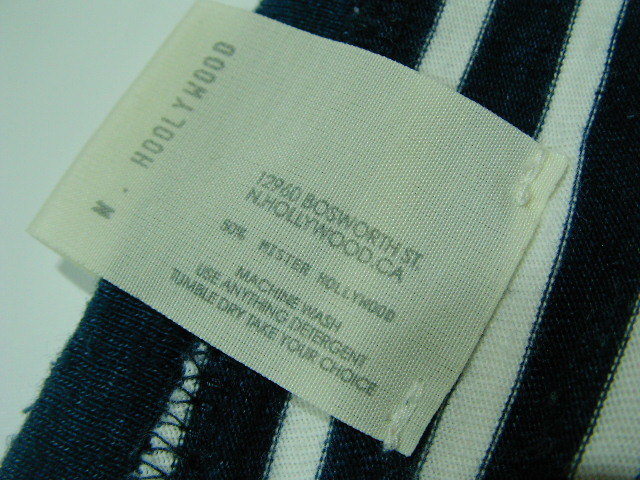 N. HOOLYWOOD
12960 BOSWORTH ST.
N.HOLLYWOOD.CA
50% MISTER HOLLYWOOD
MACHINE WASH
USE ANYTHING DETERGENT
TUMBLE DRY TAKE YOUR CHOICE